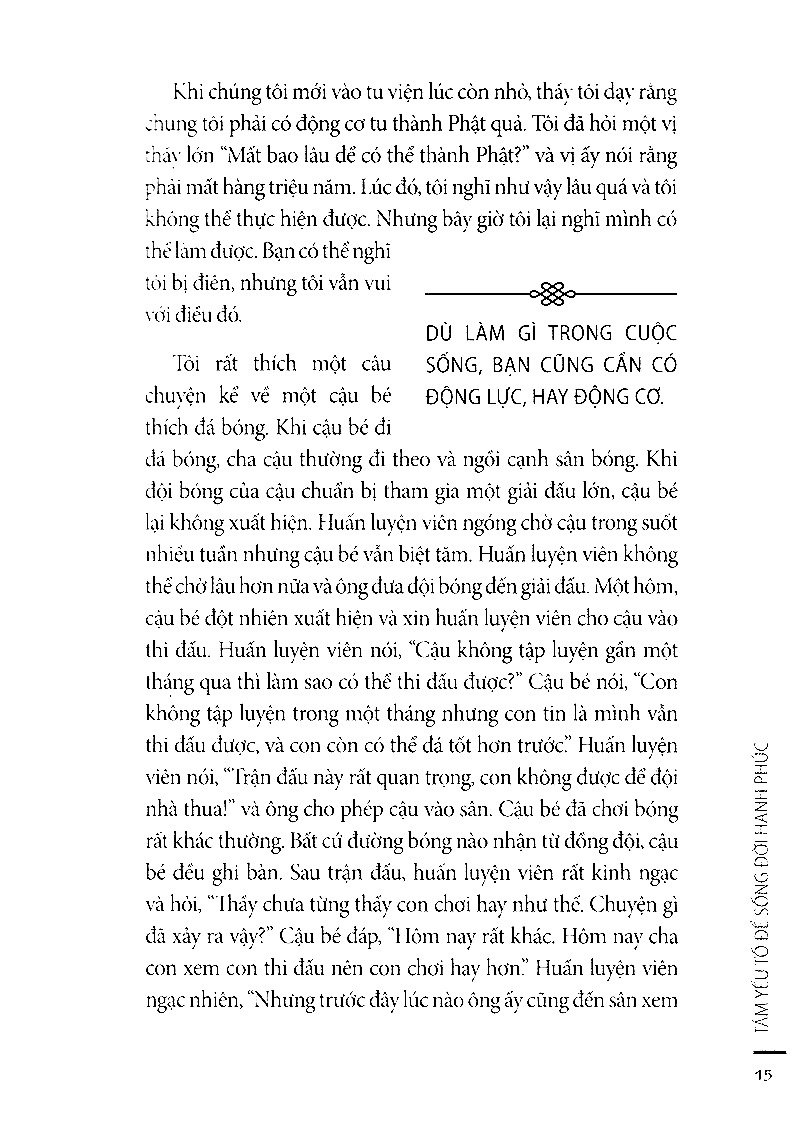 Khi chúng tôi mới vào tu viện lúc còn nhỏ, thầy tôi dạy rằng
chúng tôi phải có động cơ tu thành Phật quả. Tôi đã hỏi một vị
thầy lớn “Mất bao lâu để có thể thành Phật?” và vị ấy nói rằng
phải mất hàng triệu năm. Lúc đó, tôi nghĩ như vậy lâu quá và tôi
không thể thực hiện được. Nhưng bây giờ tôi lại nghĩ mình có
thể làm được. Bạn có thể nghĩ
tôi bị điên, nhưng tôi vẫn vui
với điều đó.
DÙ LÀM GÌ TRONG CUỘC
SỐNG, BẠN CŨNG CẦN CÓ
ĐỘNG LỰC, HAY ĐỘNG CƠ.
Tôi rất thích một câu
chuyện kể về một cậu bé
thích đá bóng. Khi cậu bé đi
đá bóng, cha cậu thường đi theo và ngồi cạnh sân bóng. Khi
đội bóng của cậu chuẩn bị tham gia một giải đấu lớn, cậu bé
lại không xuất hiện. Huấn luyện viên ngóng chờ cậu trong suốt
nhiều tuần nhưng cậu bé vẫn biệt tăm. Huấn luyện viên không
thể chờ lâu hơn nữa và ông đưa đội bóng đến giải đấu. Một hôm,
cậu bé đột nhiên xuất hiện và xin huấn luyện viên cho cậu vào
thi đấu. Huấn luyện viên nói, “Cậu không tập luyện gần một
tháng qua thì làm sao có thể thi đấu được?” Cậu bé nói, “Con
không tập luyện trong một tháng nhưng con tin là mình vẫn
thi đấu được, và con còn có thể đá tốt hơn trước.” Huấn luyện
viên nói, “Trận đấu này rất quan trọng, con không được để đội
nhà thua!” và ông cho phép cậu vào sân. Cậu bé đã chơi bóng
rất khác thường. Bất cứ đường bóng nào nhận từ đồng đội, cậu
bé đều ghi bàn. Sau trận đấu, huấn luyện viên rất kinh ngạc
và hỏi, “Thầy chưa từng thấy con chơi hay như thế. Chuyện gì
đã xảy ra vậy?” Cậu bé đáp, “Hôm nay rất khác. Hôm nay cha
con xem con thi đấu nên con chơi hay hơn.” Huấn luyện viên
ngạc nhiên, “Nhưng trước đây lúc nào ông ấy cũng đến sân xem
TÁM YẾU TỐ ĐỂ SỐNG ĐỜI HẠNH PHÚC
15